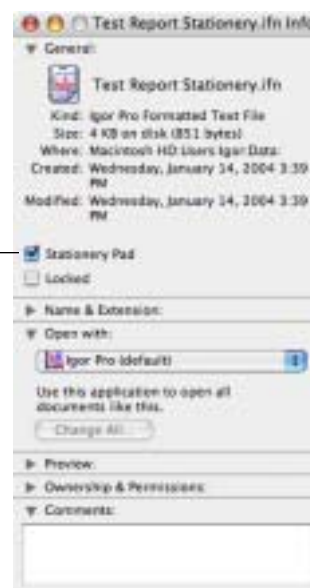 Test Report Stationery.ifn Info
General:
Test Report Stationery.ifn
Kind: Igor Pro Formatted Text File
Size: 4 KB on disk (851 bytes)
Where: Macintosh HD:Users:Igor:Data:
Created: Wednesday, January 14, 2004 3:39
PM
Modified: Wednesday, January 14, 2004 3:39
PM
Stationery Pad
Locked
Name & Extension:
Open with:
Igor Pro (default)
Use this application to open all
documents like this.
Change All...
Preview:
Ownership & Permissions:
Comments: